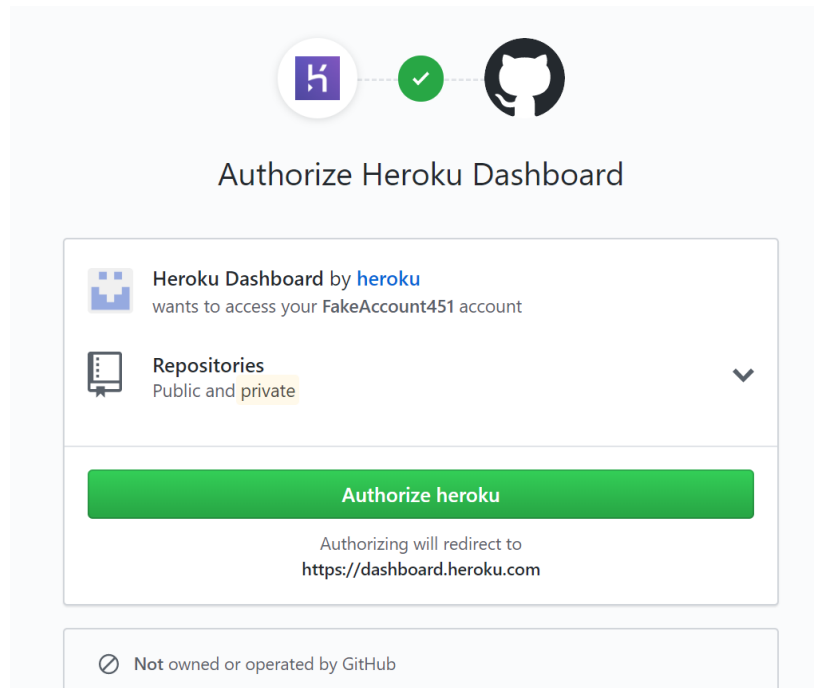 Authorize Heroku Dashboard
Heroku Dashboard by heroku
wants to access your FakeAccount451 account
Repositories
Public and private
Authorize heroku
Authorizing will redirect to
https://dashboard.heroku.com
Not owned or operated by GitHub